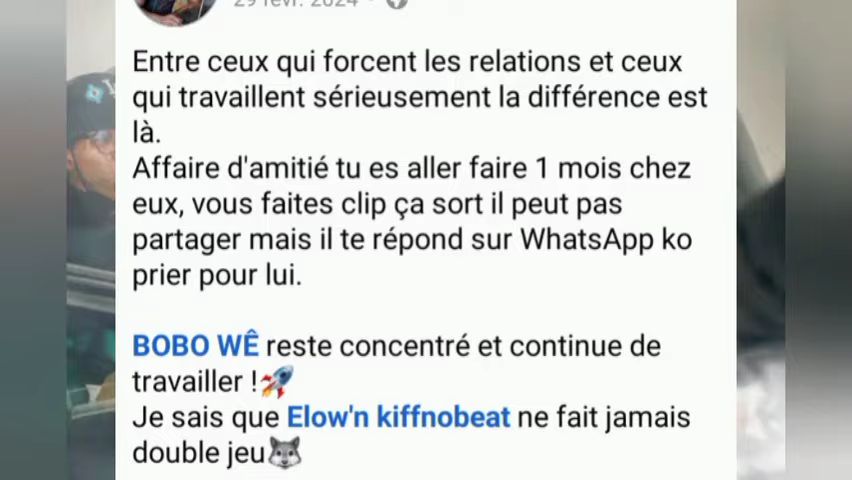 29 févr. 2024
Entre ceux qui forcent les relations et ceux
qui travaillent sérieusement la différence est
là.
Affaire d'amitié tu es aller faire 1 mois chez
eux, vous faites clip ça sort il peut pas
partager mais il te répond sur WhatsApp ko
prier pour lui.
BOBO WÊ reste concentré et continue de
travailler !🚀
Je sais que Elow'n kiffnobeat ne fait jamais
double jeu🐺